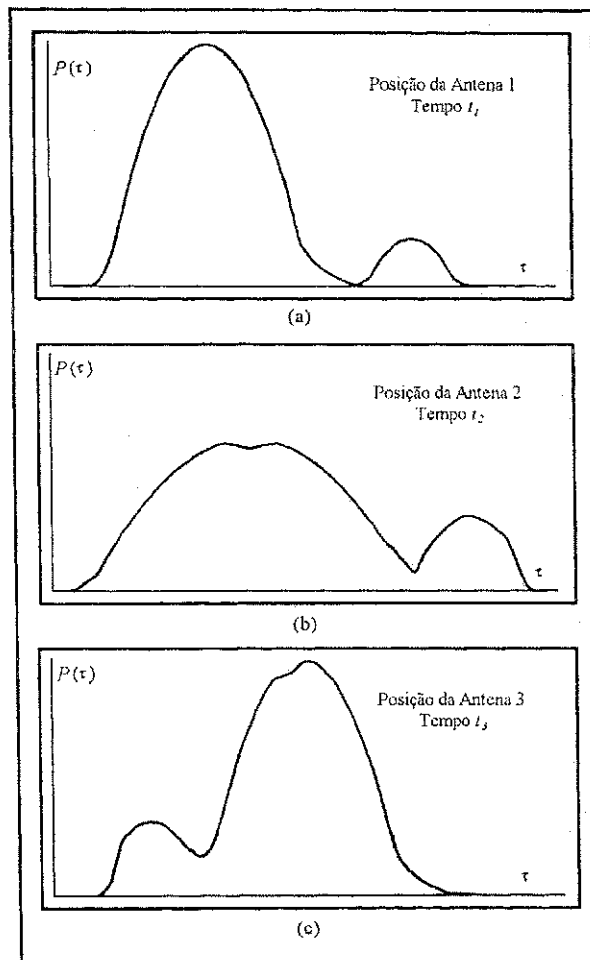 P(τ)
Posição da Antena 1
Tempo t₁
τ
(a)
P(τ)
Posição da Antena 2
Tempo t₂
τ
(b)
P(τ)
Posição da Antena 3
Tempo t₃
τ
(c)